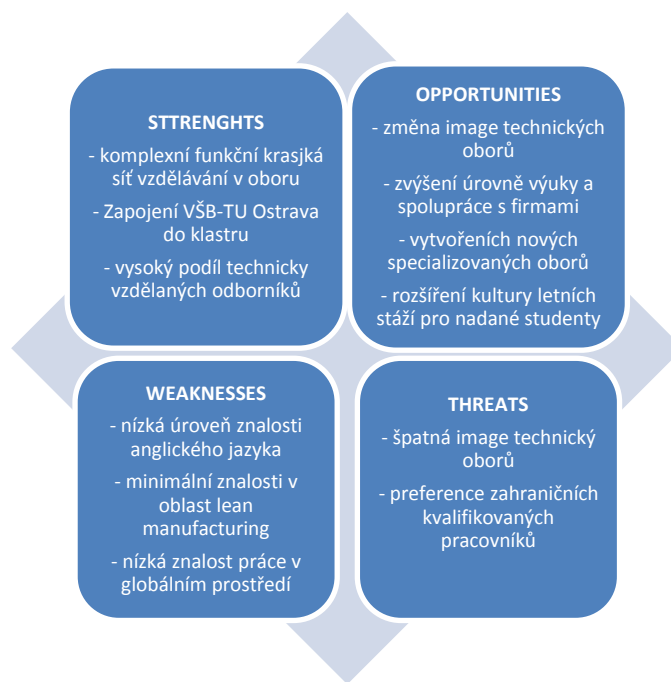 STTRENGHTS
- komplexní funkční krasjká
síť vzdělávání v oboru
- Zapojení VŠB-TU Ostrava
do klastru
- vysoký podíl technicky
vzdělaných odborníků
OPPORTUNITIES
- změna image technických
oborů
- zvýšení úrovně výuky a
spolupráce s firmami
- vytvořeních nových
specializovaných oborů
- rozšíření kultury letních
stáží pro nadané studenty
WEAKNESSES
- nízká úroveň znalosti
anglického jazyka
- minimální znalosti v
oblast lean
manufacturing
- nízká znalost práce v
globálním prostředí
THREATS
- špatná image technický
oborů
- preference zahraničních
kvalifikovaných
pracovníků